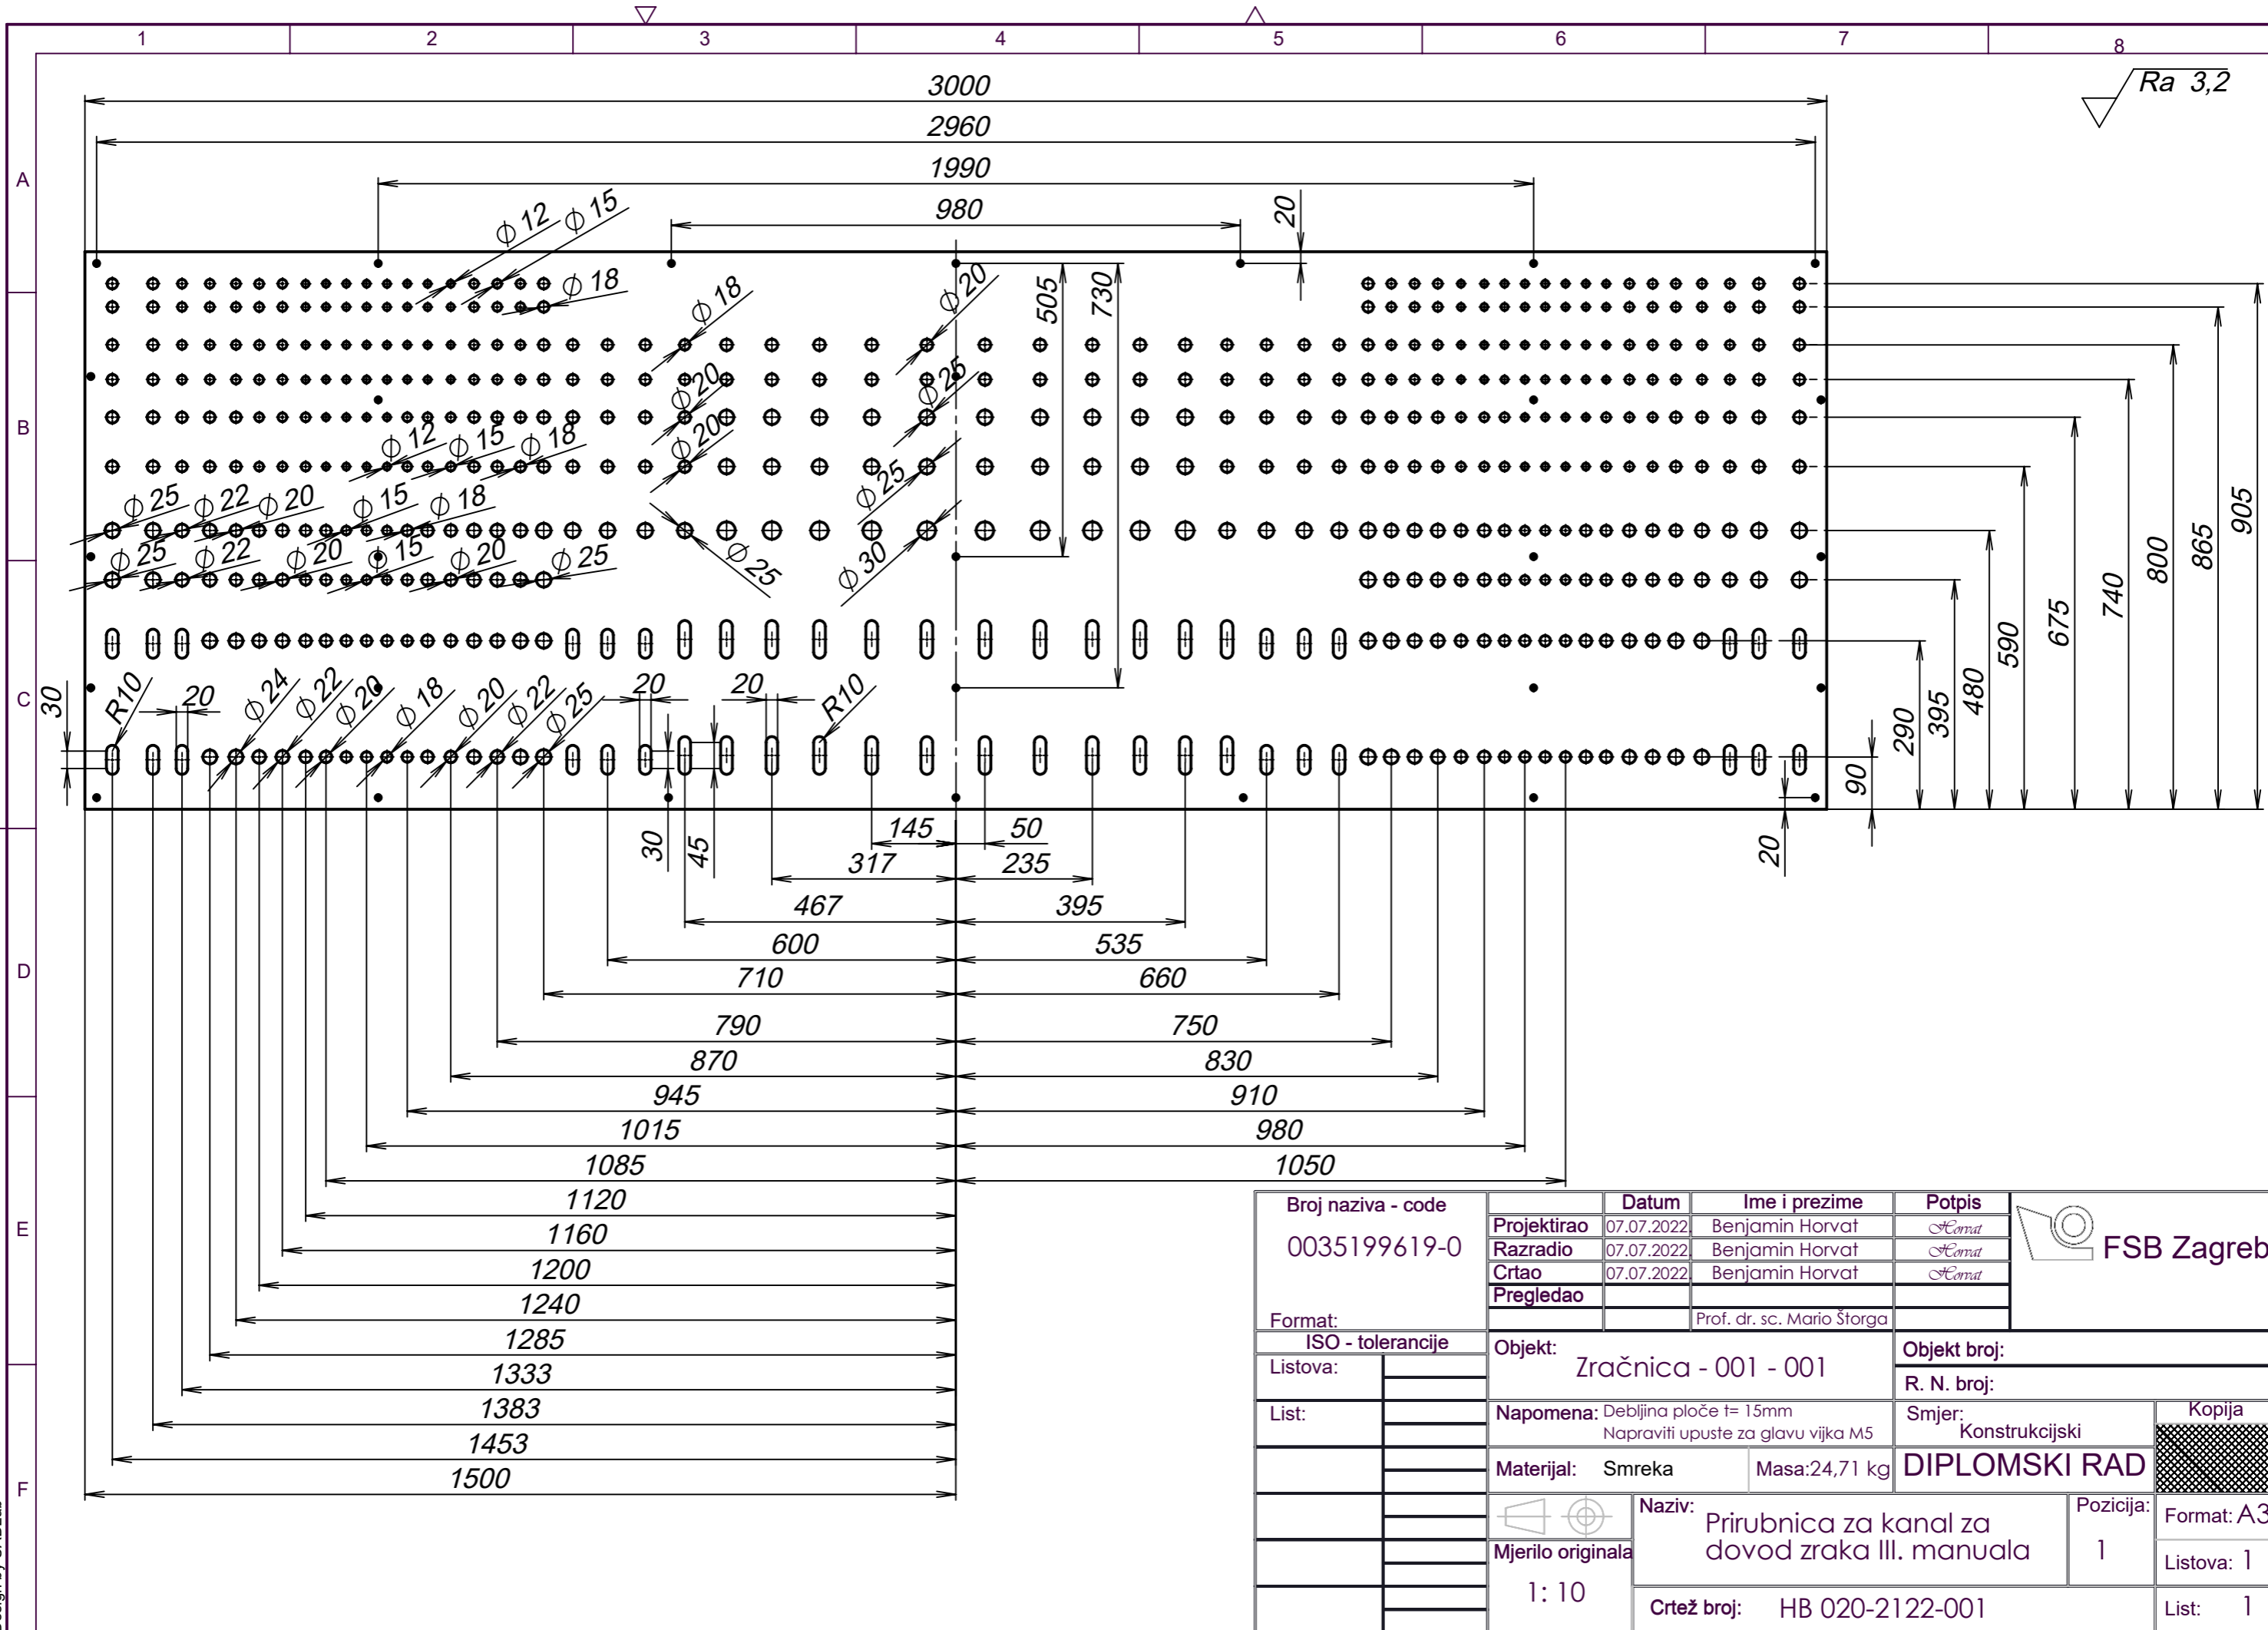 1 2 3 4 5 6 7 8
Ra 3,2
3000
2960
1990
980
20
A
B
C
D
E
F
ϕ 12
ϕ 15
ϕ 18
ϕ 18
ϕ 20
505
730
ϕ 20
ϕ 25
ϕ 12
ϕ 15
ϕ 18
ϕ 20
ϕ 25
ϕ 25
ϕ 22
ϕ 20
ϕ 15
ϕ 18
ϕ 25
ϕ 22
ϕ 20
ϕ 15
ϕ 20
ϕ 25
ϕ 25
ϕ 30
905
865
800
740
675
590
480
395
290
90
20
30
R10
20
ϕ 24
ϕ 22
ϕ 20
ϕ 18
ϕ 20
ϕ 22
ϕ 25
20
20
R10
30
45
145 50
317 235
467 395
600 535
710 660
790 750
870 830
945 910
1015 980
1085 1050
1120
1160
1200
1240
1285
1333
1383
1453
1500
Broj naziva - code
0035199619-0
Format:
Datum Ime i prezime Potpis
Projektirao 07.07.2022. Benjamin Horvat Horvat
Razradio 07.07.2022. Benjamin Horvat Horvat
Crtao 07.07.2022. Benjamin Horvat Horvat
Pregledao
Prof. dr. sc. Mario Štorga
FSB Zagreb
ISO - tolerancije
Listova:
List:
Objekt:
Zračnica - 001 - 001
Objekt broj:
R. N. broj:
Napomena: Debljina ploče t= 15mm
Napraviti upuste za glavu vijka M5
Smjer:
Konstrukcijski
Kopija
Materijal: Smreka
Masa:24,71 kg
DIPLOMSKI RAD
Naziv:
Prirubnica za kanal za
dovod zraka III. manuala
Pozicija:
1
Format: A3
Listova: 1
Mjerilo originala
1: 10
Crtež broj: HB 020-2122-001
List: 1